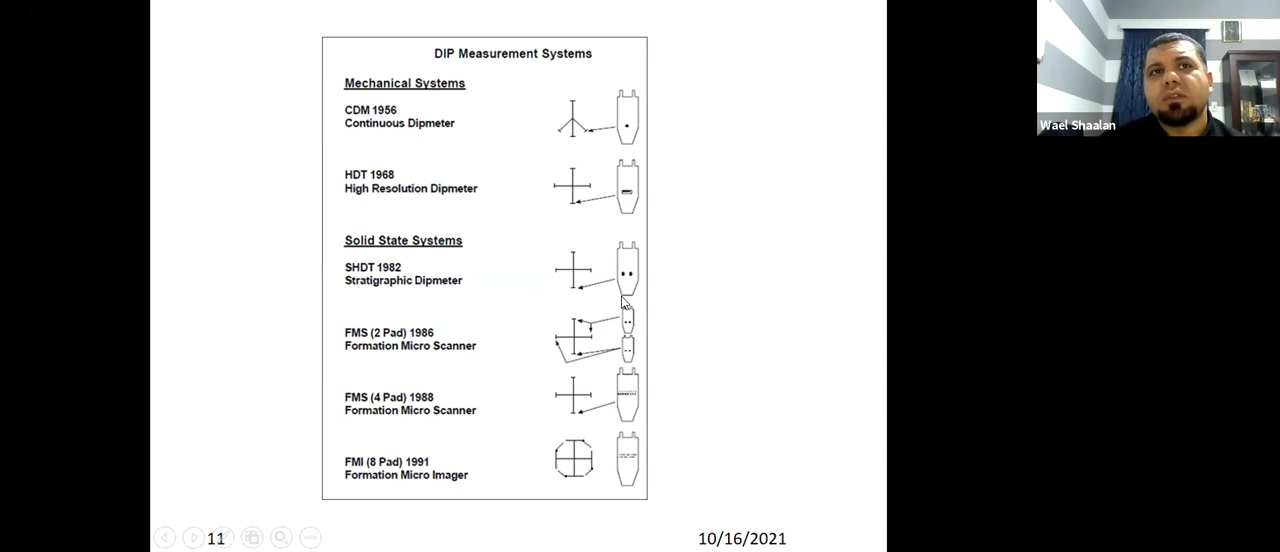 DIP Measurement Systems
Mechanical Systems
CDM 1956
Continuous Dipmeter
HDT 1968
High Resolution Dipmeter
Solid State Systems
SHDT 1982
Stratigraphic Dipmeter
FMS (2 Pad) 1986
Formation Micro Scanner
FMS (4 Pad) 1988
Formation Micro Scanner
FMI (8 Pad) 1991
Formation Micro Imager
11
10/16/2021
Wael Shaalan